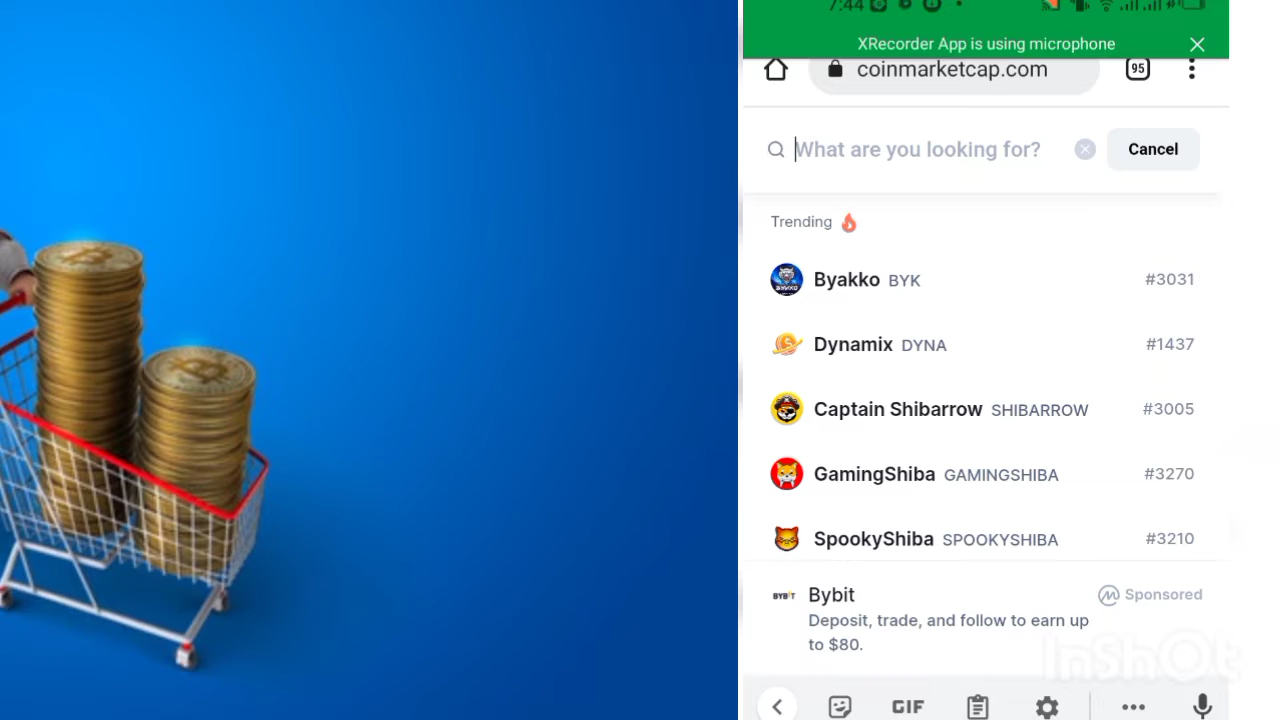 7:44
XRecorder App is using microphone
coinmarketcap.com
95
What are you looking for?
Cancel
Trending
Byakko BYK #3031
Dynamix DYNA #1437
Captain Shibarrow SHIBARROW #3005
GamingShiba GAMINGSHIBA #3270
SpookyShiba SPOOKYSHIBA #3210
BYBIT
Bybit
Sponsored
Deposit, trade, and follow to earn up
to $80.
InShOt
GIF